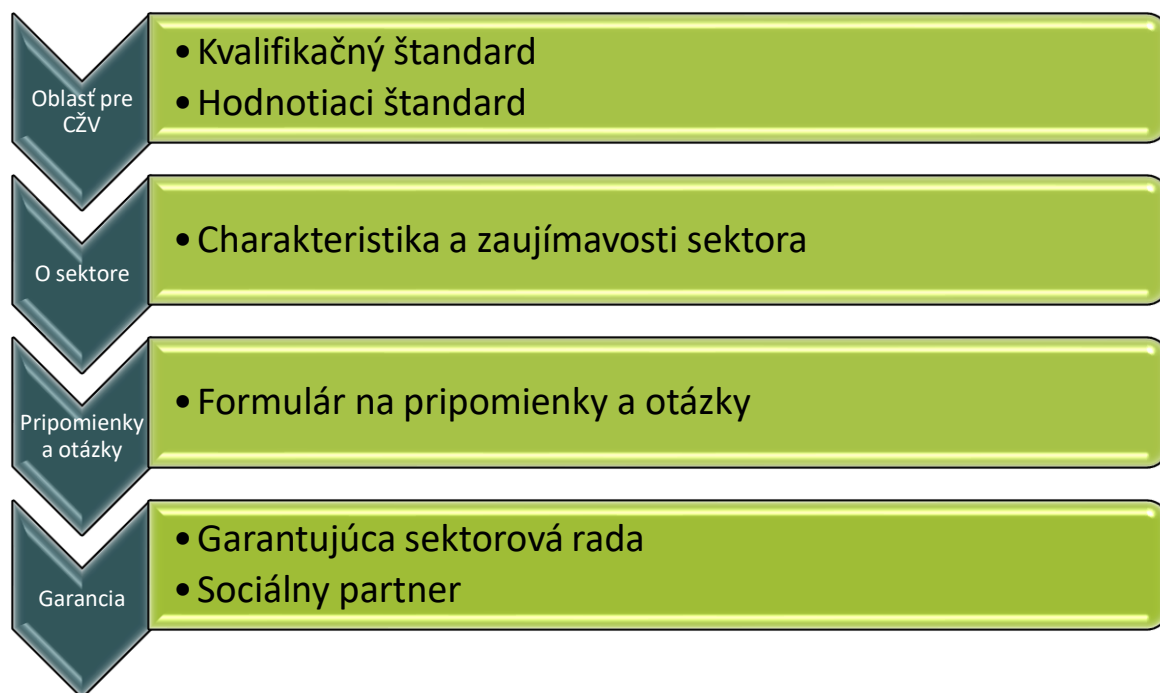 Oblasť pre
CŽV
• Kvalifikačný štandard
• Hodnotiaci štandard
O sektore
• Charakteristika a zaujímavosti sektora
Pripomienky
a otázky
• Formulár na pripomienky a otázky
Garancia
• Garantujúca sektorová rada
• Sociálny partner